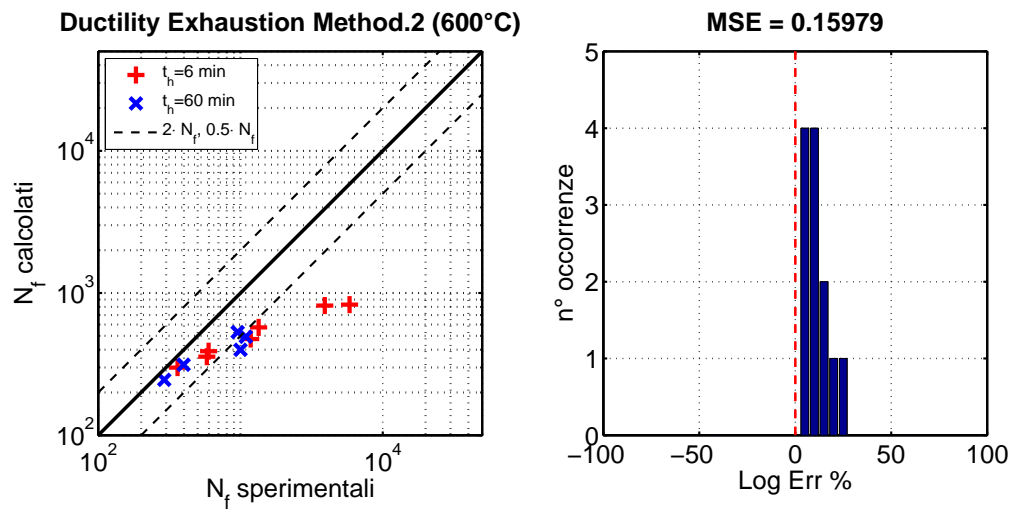 Ductility Exhaustion Method.2 (600°C)
t_h=6 min
t_h=60 min
2· N_f, 0.5· N_f
10^4
10^3
10^2
10^2
10^4
N_f calcolati
N_f sperimentali
MSE = 0.15979
5
4
3
2
1
0
−100
−50
0
50
100
n° occorrenze
Log Err %